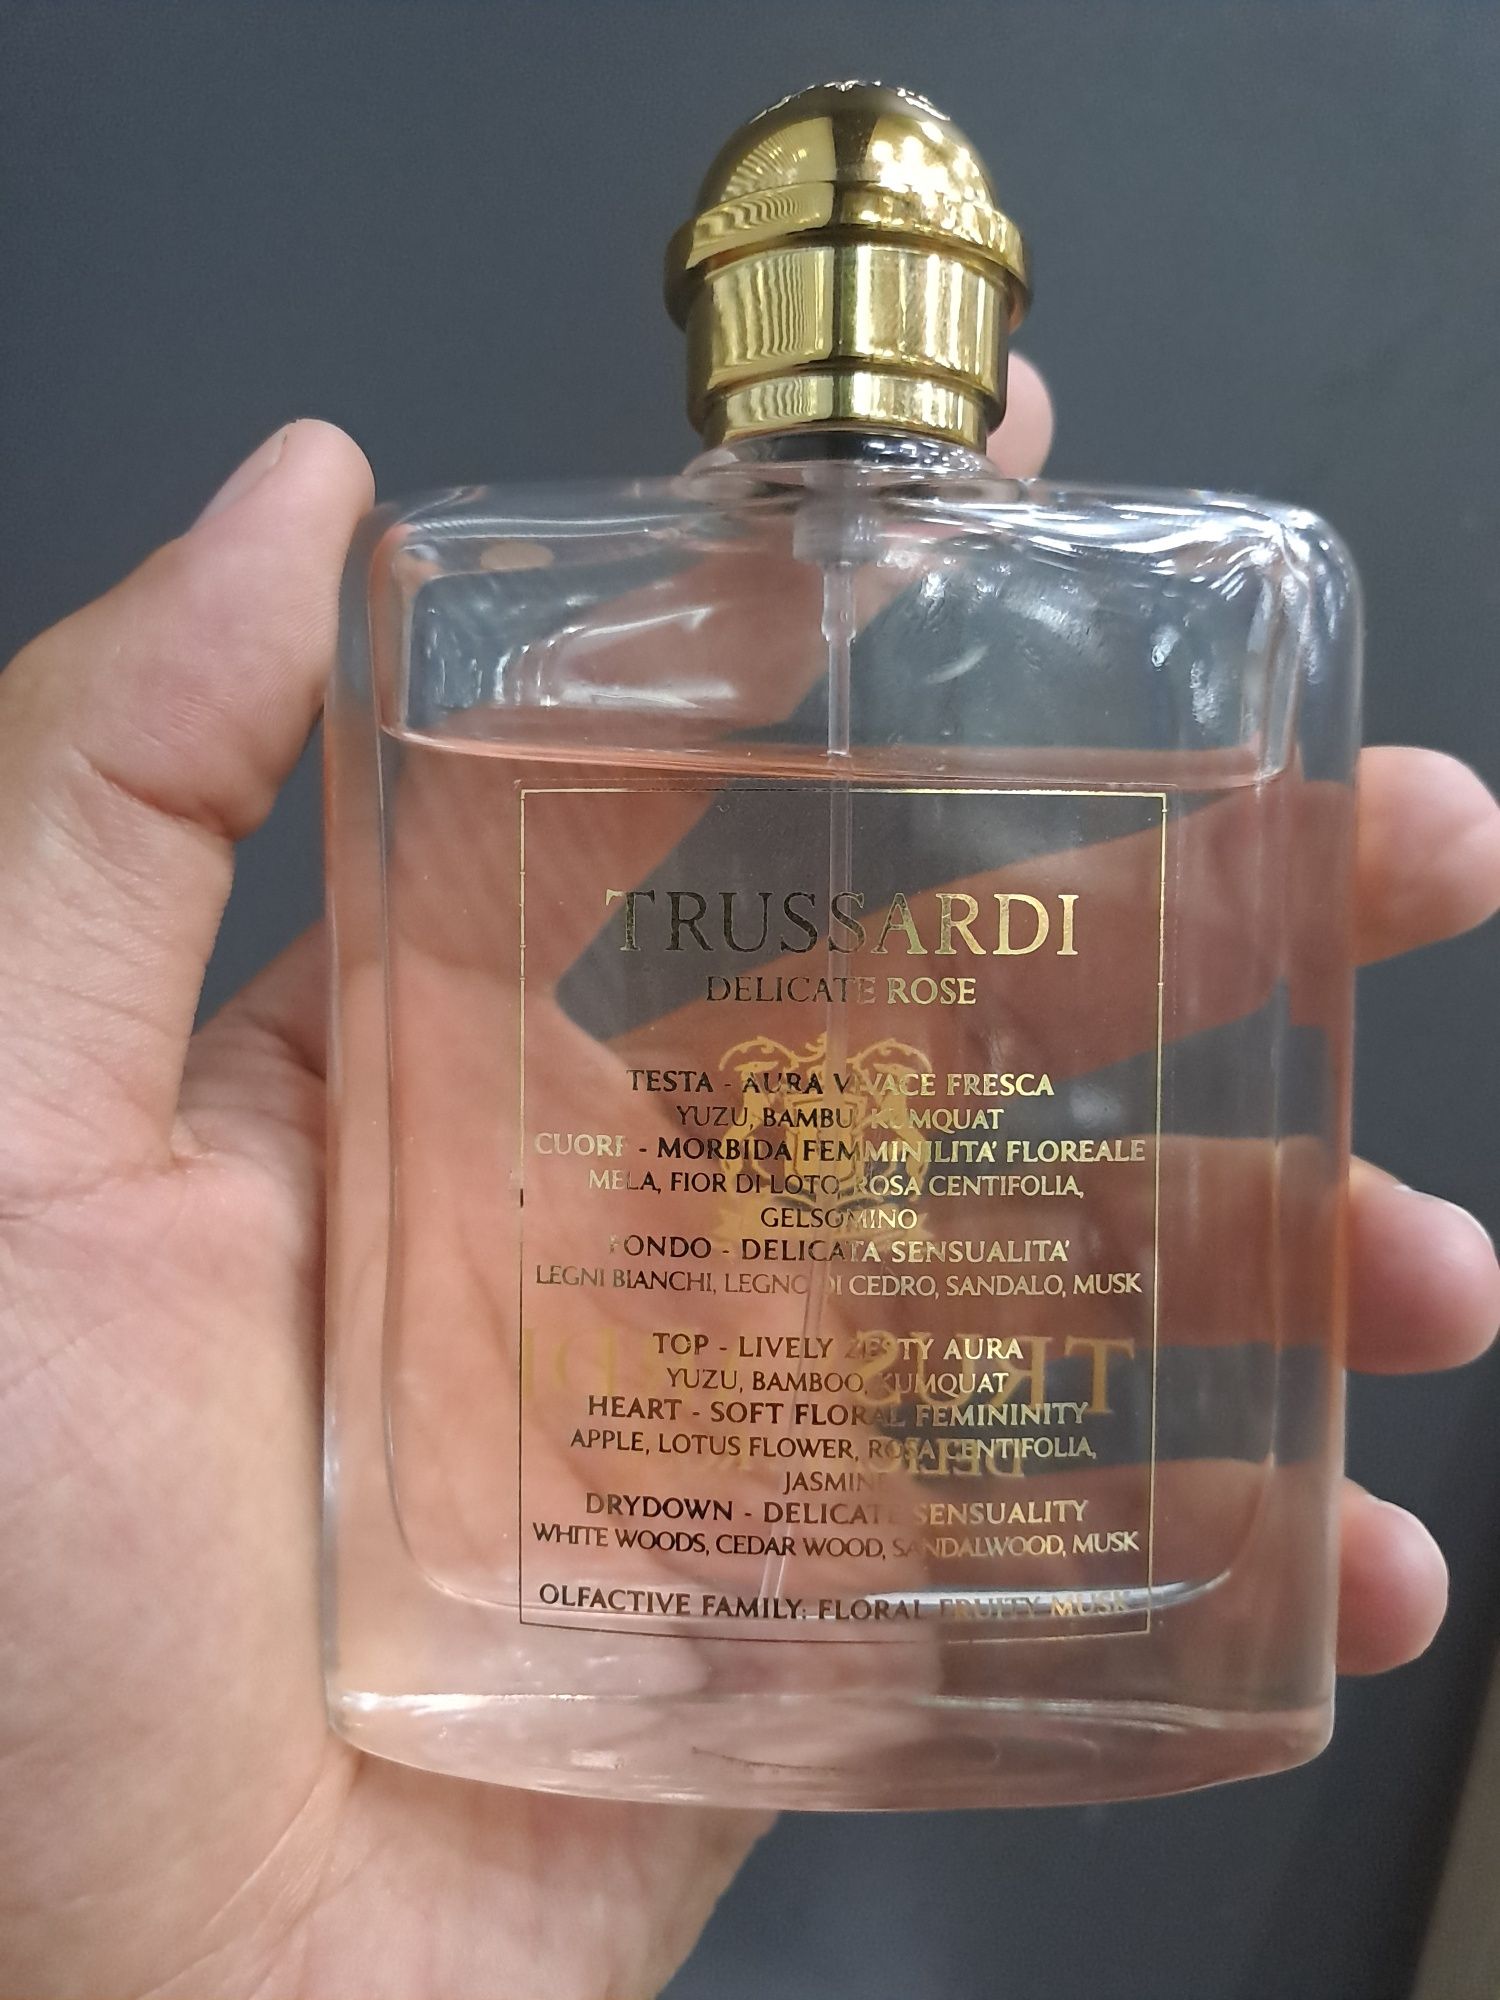 TRUSSARDI
DELICATE ROSE
TESTA - AURA VIVACE FRESCA
YUZU, BAMBU, KUMQUAT
CUORE - MORBIDA FEMMINILITA' FLOREALE
MELA, FIOR DI LOTO, ROSA CENTIFOLIA,
GELSOMINO
FONDO - DELICATA SENSUALITA'
LEGNI BIANCHI, LEGNO DI CEDRO, SANDALO, MUSK
TOP - LIVELY ZESTY AURA
YUZU, BAMBOO, KUMQUAT
HEART - SOFT FLORAL FEMININITY
APPLE, LOTUS FLOWER, ROSA CENTIFOLIA,
JASMINE
DRYDOWN - DELICATE SENSUALITY
WHITE WOODS, CEDAR WOOD, SANDALWOOD, MUSK
OLFACTIVE FAMILY: FLORAL FRUITY MUSK